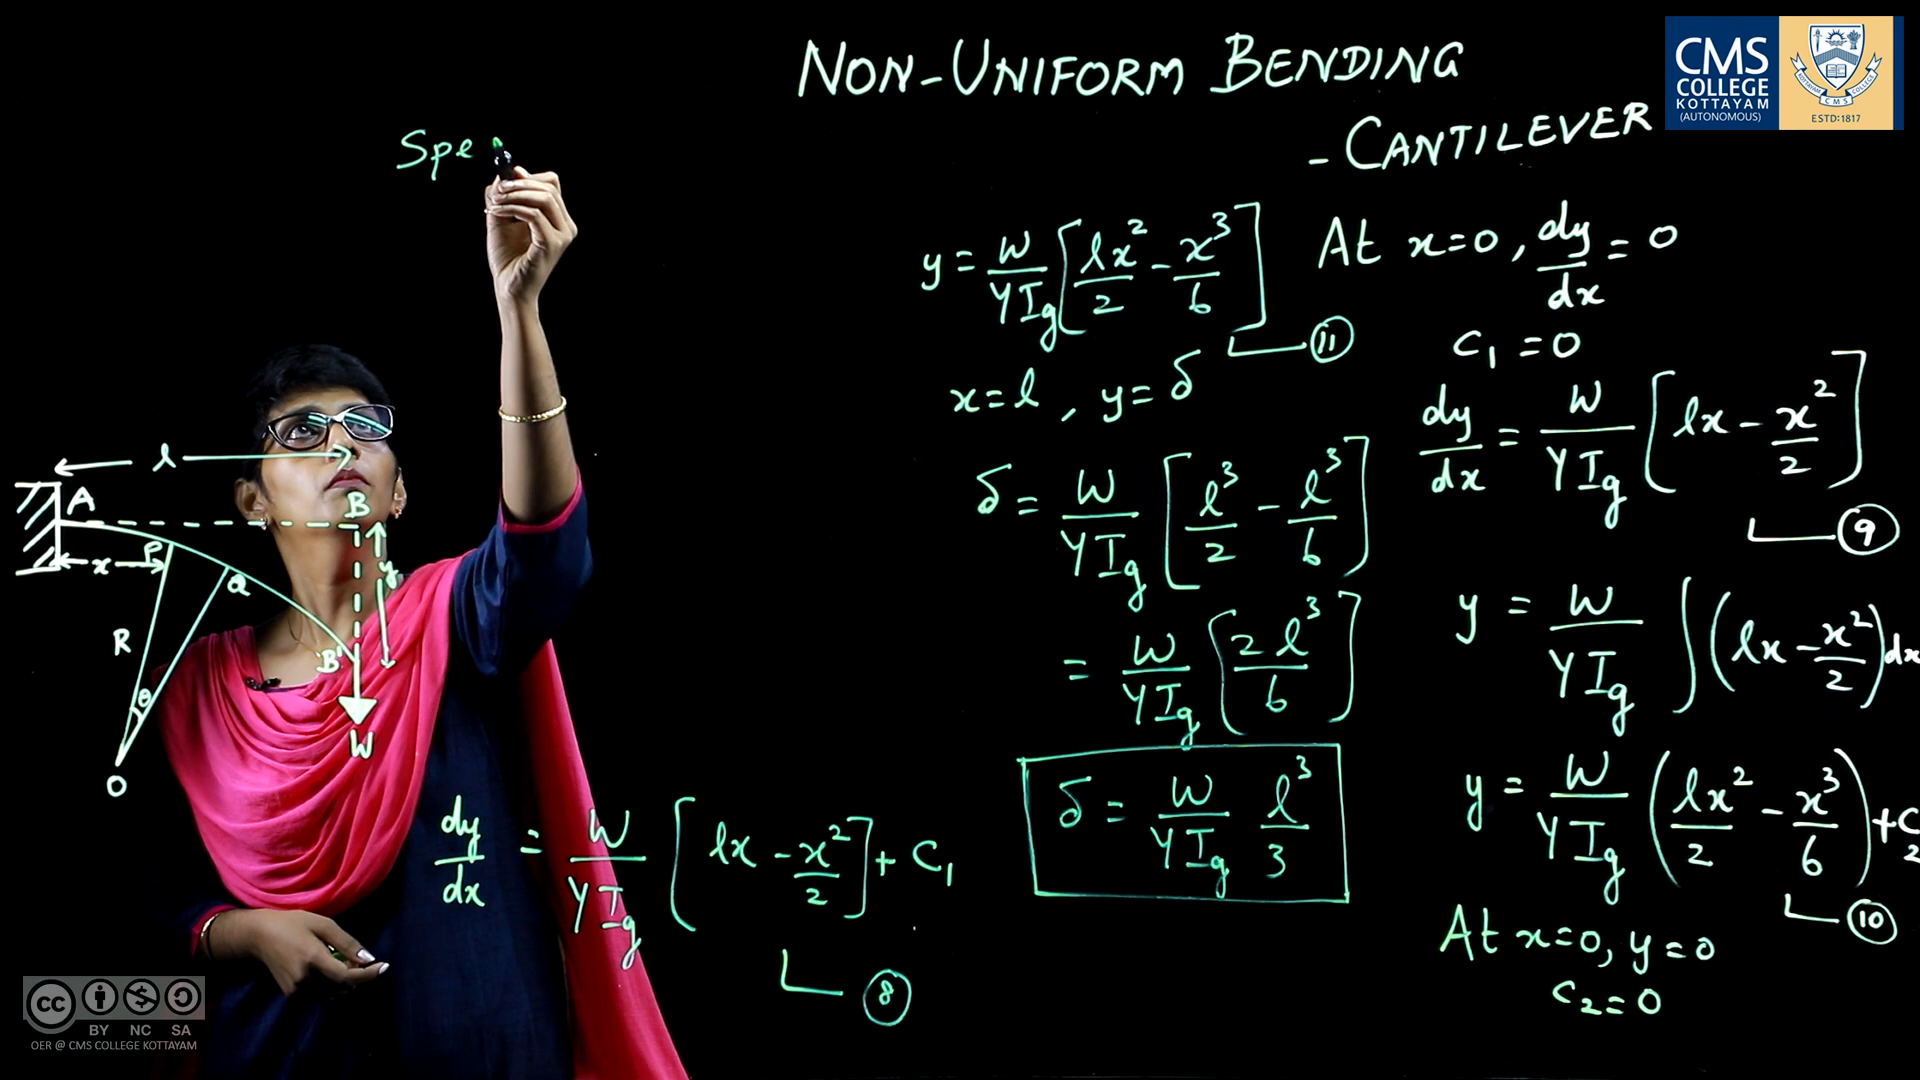 NON-UNIFORM BENDING
- CANTILEVER
CMS
COLLEGE
KOTTAYAM
(AUTONOMOUS)
CMS
ESTD:1817
Spe
l
A
B
x
P
Q
y
R
B'
θ
W
O
dy/dx = W/YIg [lx - x²/2] + C₁
8
y = W/YIg [lx²/2 - x³/6]
11
x=l, y=δ
δ = W/YIg [l³/2 - l³/6]
= W/YIg [2l³/6]
δ = W/YIg l³/3
At x=0, dy/dx = 0
C₁ = 0
dy/dx = W/YIg [lx - x²/2]
9
y = W/YIg ∫(lx - x²/2)dx
y = W/YIg (lx²/2 - x³/6) + C₂
10
At x=0, y=0
C₂=0
cc
BY NC SA
OER @ CMS COLLEGE KOTTAYAM